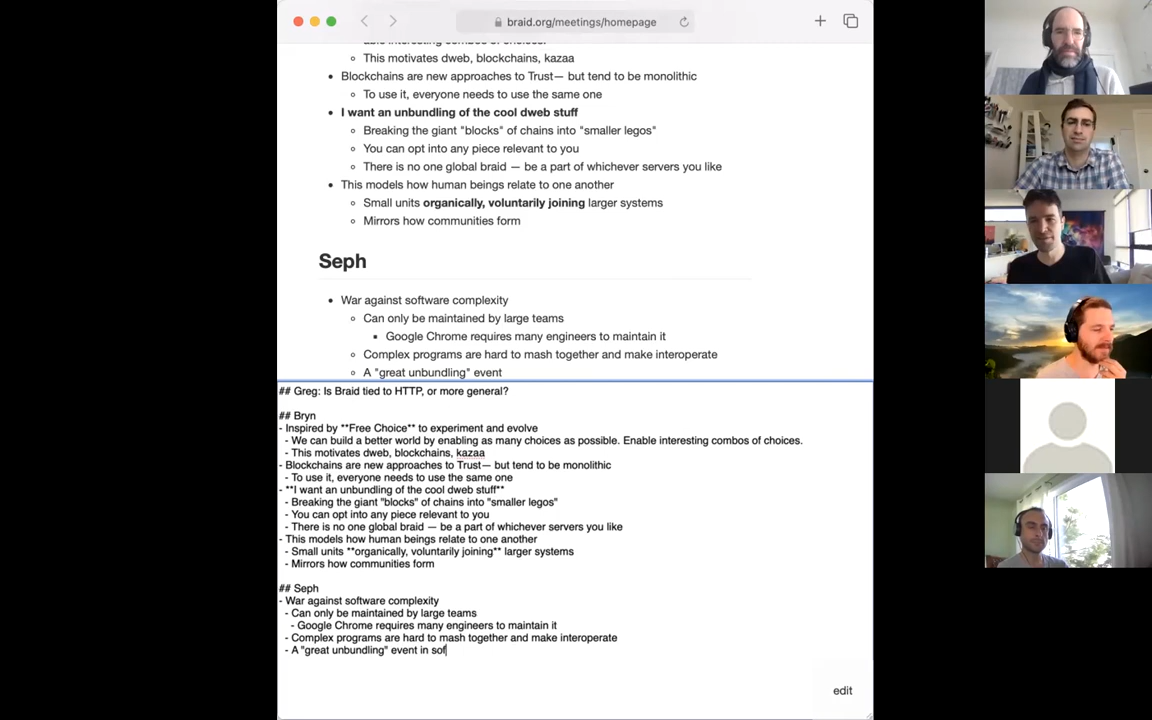 braid.org/meetings/homepage
able interesting combos of choices.
This motivates dweb, blockchains, kazaa
Blockchains are new approaches to Trust— but tend to be monolithic
To use it, everyone needs to use the same one
I want an unbundling of the cool dweb stuff
Breaking the giant "blocks" of chains into "smaller legos"
You can opt into any piece relevant to you
There is no one global braid — be a part of whichever servers you like
This models how human beings relate to one another
Small units organically, voluntarily joining larger systems
Mirrors how communities form
Seph
War against software complexity
Can only be maintained by large teams
Google Chrome requires many engineers to maintain it
Complex programs are hard to mash together and make interoperate
A "great unbundling" event
## Greg: Is Braid tied to HTTP, or more general?
## Bryn
- Inspired by **Free Choice** to experiment and evolve
- We can build a better world by enabling as many choices as possible. Enable interesting combos of choices.
- This motivates dweb, blockchains, kazaa
- Blockchains are new approaches to Trust— but tend to be monolithic
- To use it, everyone needs to use the same one
- **I want an unbundling of the cool dweb stuff**
- Breaking the giant "blocks" of chains into "smaller legos"
- You can opt into any piece relevant to you
- There is no one global braid — be a part of whichever servers you like
- This models how human beings relate to one another
- Small units **organically, voluntarily joining** larger systems
- Mirrors how communities form
## Seph
- War against software complexity
- Can only be maintained by large teams
- Google Chrome requires many engineers to maintain it
- Complex programs are hard to mash together and make interoperate
- A "great unbundling" event in sof
edit